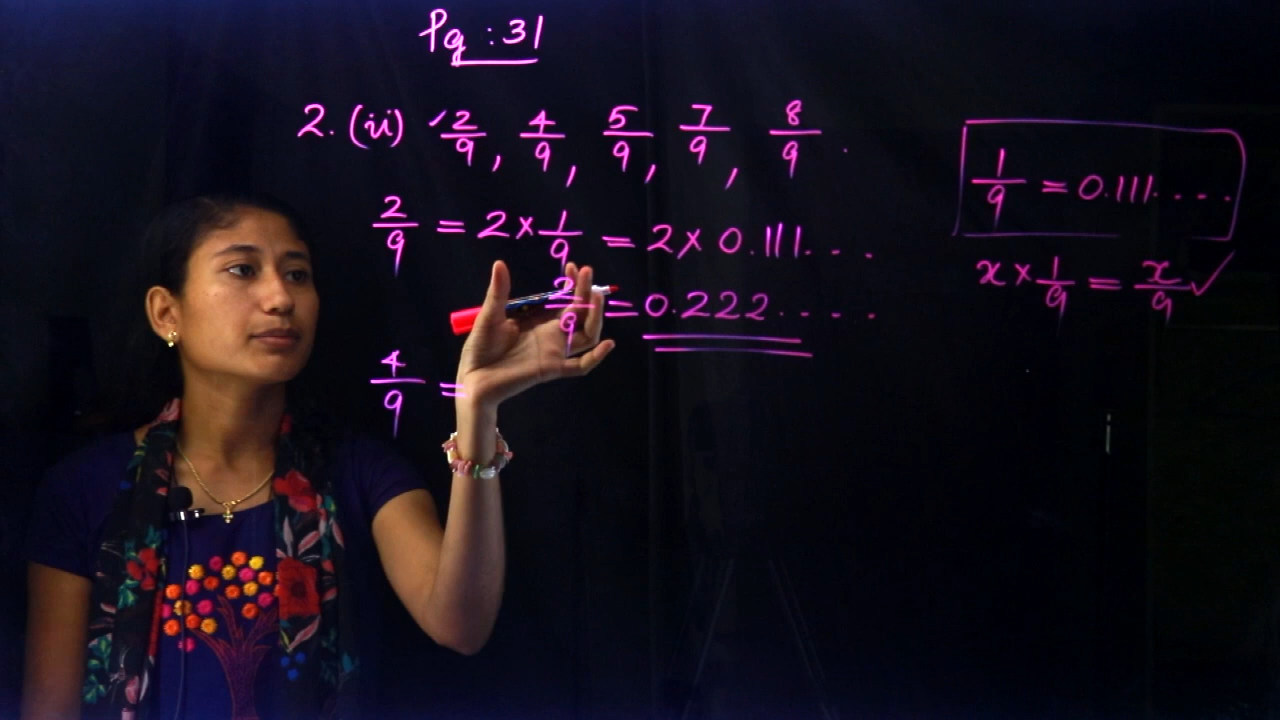 Pg : 31
2. (ii) 2/9, 4/9, 5/9, 7/9, 8/9.
2/9 = 2 × 1/9 = 2 × 0.111....
2/9 = 0.222....
4/9 =
1/9 = 0.111....
x × 1/9 = x/9 ✓